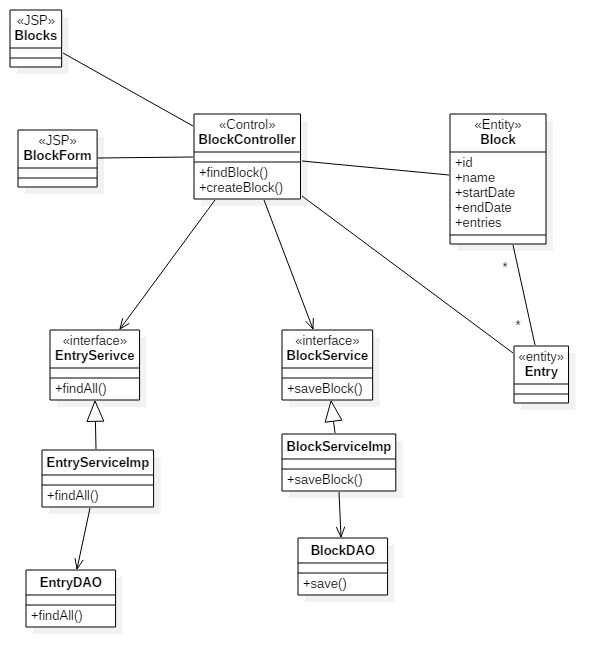 «JSP»
Blocks
«JSP»
BlockForm
«Control»
BlockController
+findBlock()
+createBlock()
«Entity»
Block
+id
+name
+startDate
+endDate
+entries
*
*
«interface»
EntrySerivce
+findAll()
«interface»
BlockService
+saveBlock()
«entity»
Entry
EntryServiceImp
+findAll()
BlockServiceImp
+saveBlock()
BlockDAO
+save()
EntryDAO
+findAll()